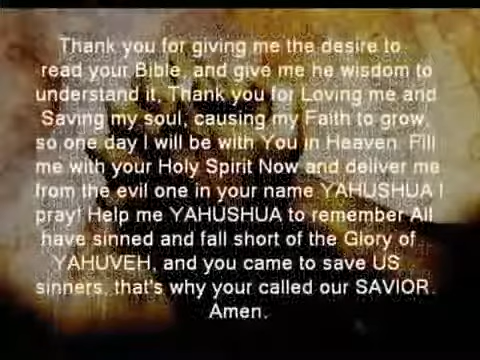 Thank you for giving me the desire to
read your Bible, and give me he wisdom to
understand it, Thank you for Loving me and
Saving my soul, causing my Faith to grow,
so one day I will be with You in Heaven. Fill
me with your Holy Spirit Now and deliver me
from the evil one in your name YAHUSHUA I
pray! Help me YAHUSHUA to remember All
have sinned and fall short of the Glory of
YAHUVEH, and you came to save US
sinners, that's why your called our SAVIOR.
Amen.